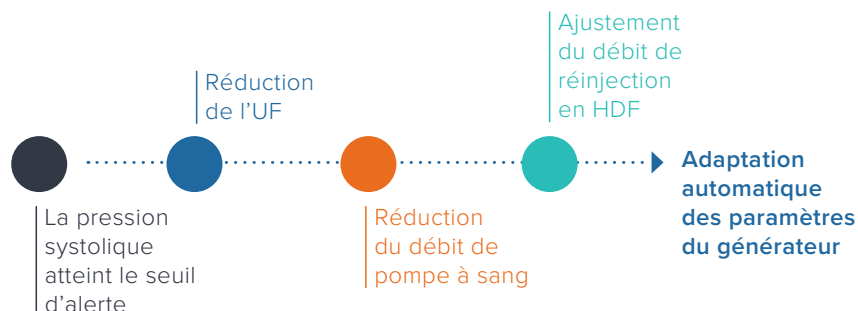 La pression
systolique
atteint le seuil
d'alerte
Réduction
de l'UF
Réduction
du débit de
pompe à sang
Ajustement
du débit de
réinjection
en HDF
Adaptation
automatique
des paramètres
du générateur